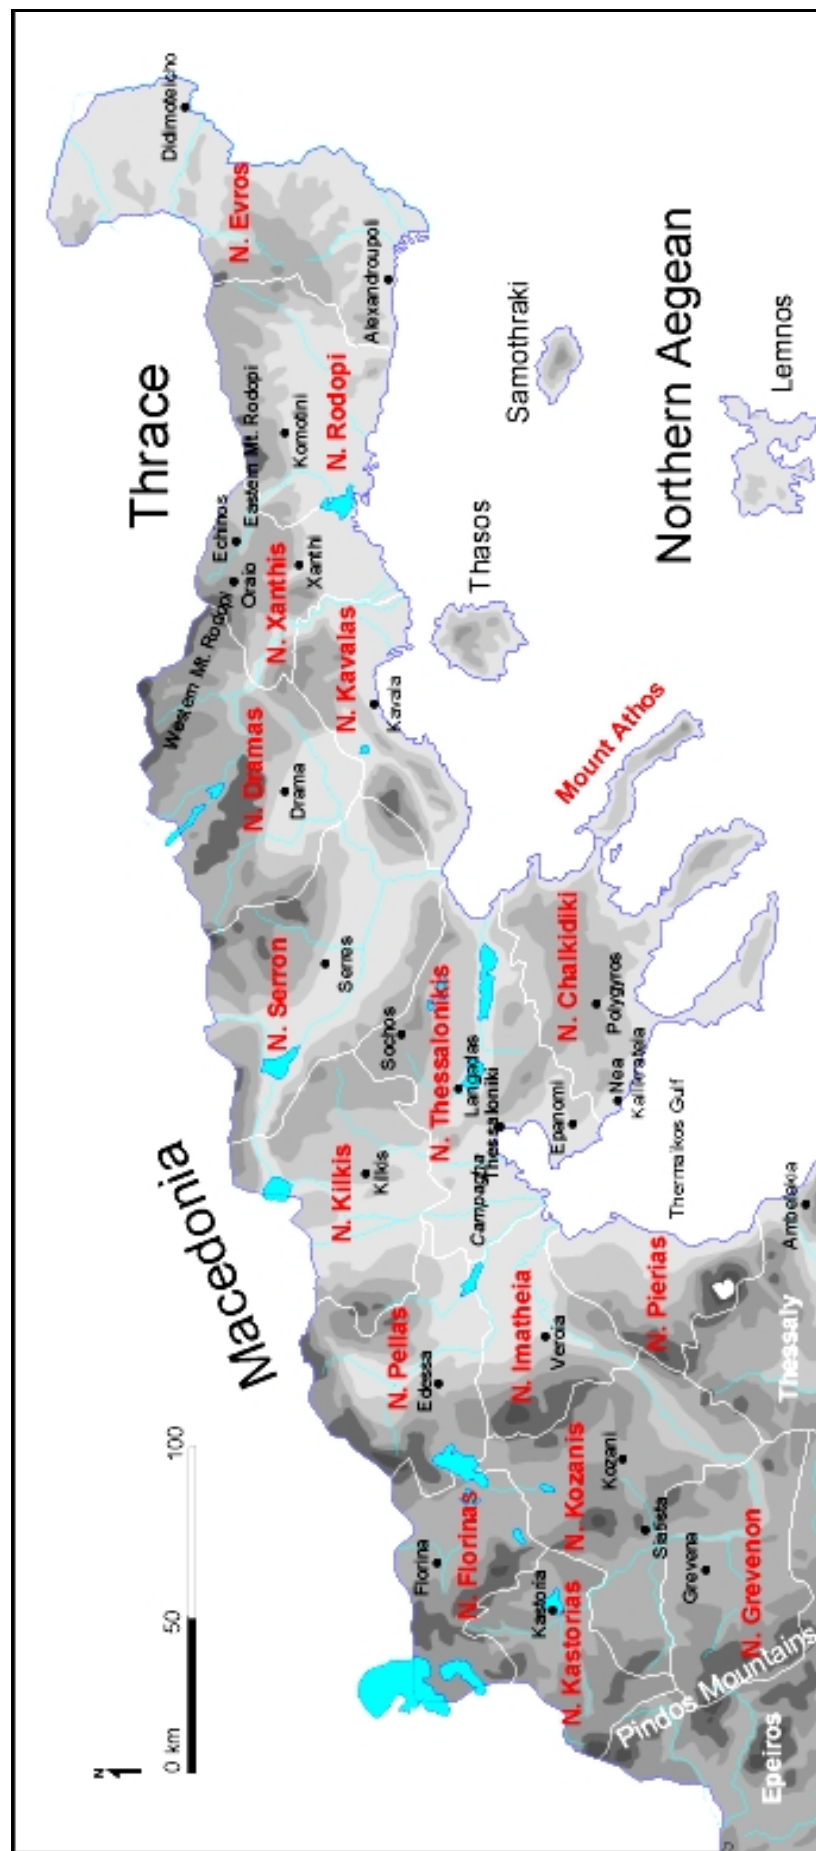 Macedonia
Thrace
Northern Aegean
N
0 km
50
100
N. Florinas
Florina
N. Kastorias
Kastoria
N. Kozanis
Kozani
Siatista
N. Grevenon
Grevena
Pindos Mountains
Epeiros
Thessaly
N. Pellas
Edessa
N. Imatheia
Veroia
N. Pierias
Ambelakia
N. Kilkis
Kilkis
Campagna
N. Thessalonikis
Thessaloniki
Langadas
Sochos
Epanomi
Nea
Kallikrateia
Thermaikos Gulf
N. Chalkidiki
Polygyros
Mount Athos
N. Serron
Serres
N. Dramas
Drama
Western Mt. Rodopi
N. Kavalas
Kavala
N. Xanthis
Xanthi
Oraio
Echinos
Eastern Mt. Rodopi
N. Rodopi
Komotini
N. Evros
Alexandroupoli
Didimoteicho
Thasos
Samothraki
Lemnos